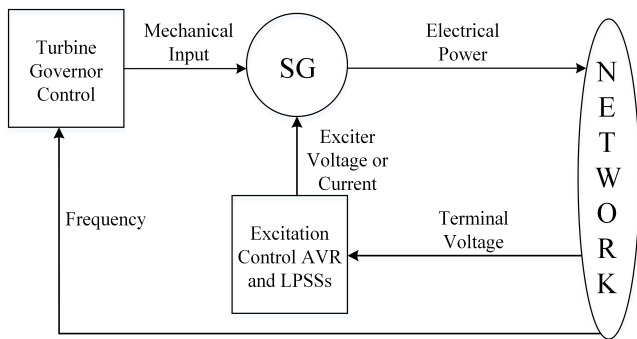 Turbine
Governor
Control
Mechanical
Input
SG
Electrical
Power
N
E
T
W
O
R
K
Exciter
Voltage or
Current
Frequency
Excitation
Control AVR
and LPSSs
Terminal
Voltage